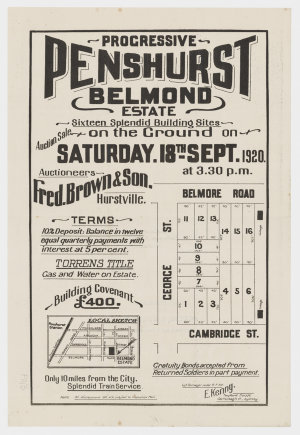 PROGRESSIVE
PENSHURST
BELMOND
ESTATE
Sixteen Splendid Building Sites
Auction Sale on the Ground on
SATURDAY. 18TH SEPT. 1920.
at 3.30 p.m.
Auctioneers
Fred. Brown & Son.
Hurstville.
TERMS
10% Deposit: Balance in twelve
equal quarterly payments with
interest at 5 per cent.
TORRENS TITLE
Gas and Water on Estate.
Building Covenant
£400.
LOCAL SKETCH
BELMOND
ESTATE
Only 10 miles from the City.
Splendid Train Service
BELMORE ROAD
GEORGE ST.
11 12 13
14 15 16
10
9
8
7
1 2 3
4 5 6
CAMBRIDGE ST.
Gratuity Bonds accepted from
Returned Soldiers in part payment.
E. Kenny.